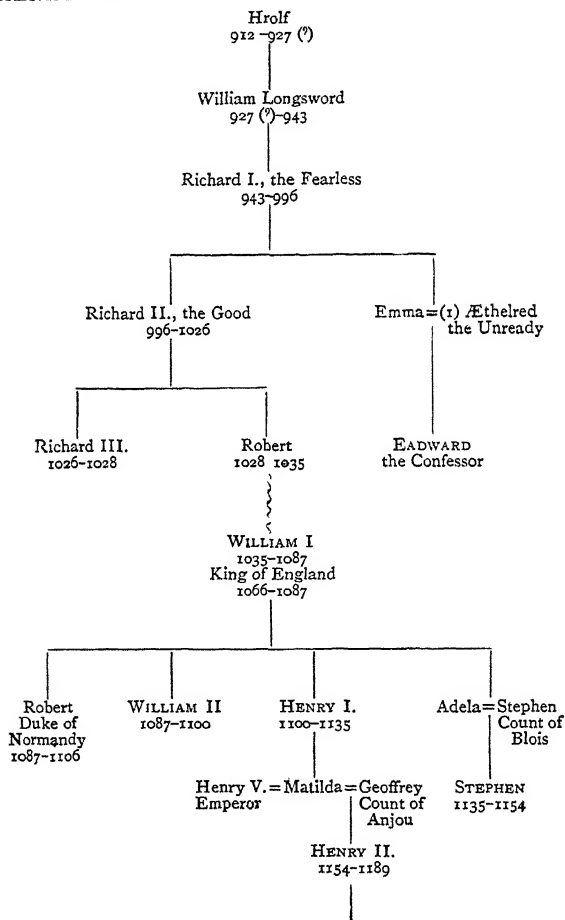 Hrolf
912–927 (?)
William Longsword
927 (?)–943
Richard I., the Fearless
943–996
Richard II., the Good
996–1026
Emma=(1) Æthelred
the Unready
Richard III.
1026–1028
Robert
1028 1035
EADWARD
the Confessor
WILLIAM I
1035–1087
King of England
1066–1087
Robert
Duke of
Normandy
1087–1106
WILLIAM II
1087–1100
HENRY I.
1100–1135
Adela=Stephen
Count of
Blois
Henry V.=Matilda=Geoffrey
Emperor
Count of
Anjou
STEPHEN
1135–1154
HENRY II.
1154–1189